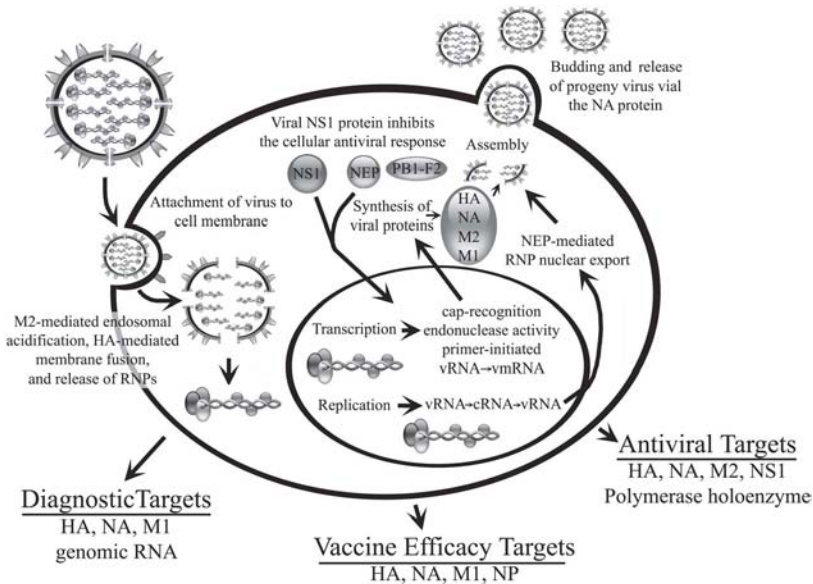 Budding and release
of progeny virus vial
the NA protein
Viral NS1 protein inhibits
the cellular antiviral response
NS1
NEP
PB1-F2
Assembly
Attachment of virus to
cell membrane
Synthesis of
viral proteins
HA
NA
M2
M1
NEP-mediated
RNP nuclear export
M2-mediated endosomal
acidification, HA-mediated
membrane fusion,
and release of RNPs
Transcription
cap-recognition
endonuclease activity
primer-initiated
vRNA→vmRNA
Replication
vRNA→cRNA→vRNA
Antiviral Targets
HA, NA, M2, NS1
Polymerase holoenzyme
DiagnosticTargets
HA, NA, M1
genomic RNA
Vaccine Efficacy Targets
HA, NA, M1, NP